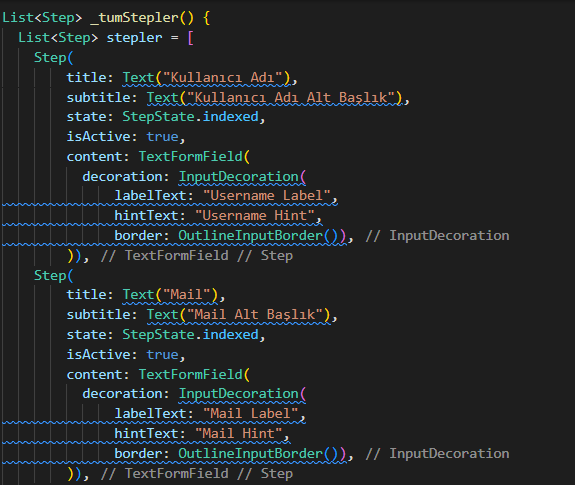 List<Step> _tumStepler() {
List<Step> stepler = [
Step(
title: Text("Kullanıcı Adı"),
subtitle: Text("Kullanıcı Adı Alt Başlık"),
state: StepState.indexed,
isActive: true,
content: TextFormField(
decoration: InputDecoration(
labelText: "Username Label",
hintText: "Username Hint",
border: OutlineInputBorder()), // InputDecoration
)), // TextFormField // Step
Step(
title: Text("Mail"),
subtitle: Text("Mail Alt Başlık"),
state: StepState.indexed,
isActive: true,
content: TextFormField(
decoration: InputDecoration(
labelText: "Mail Label",
hintText: "Mail Hint",
border: OutlineInputBorder()), // InputDecoration
)), // TextFormField // Step